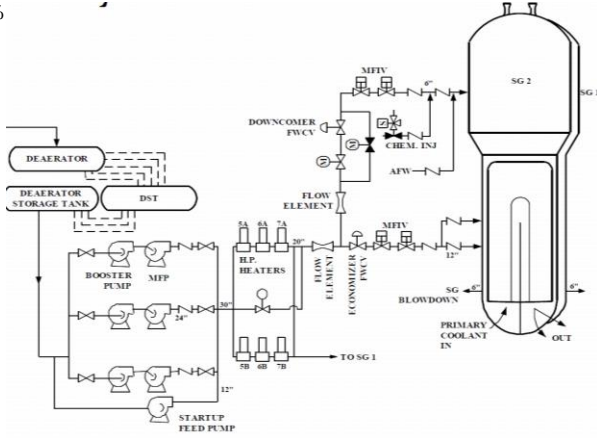 %
MFIV
6"
SG 2
SG
DOWNCOMER
FWCV
M
S
CHEM. INJ
M
AFW
DEAERATOR
DEAERATOR
STORAGE TANK
DST
FLOW
ELEMENT
5A 6A 7A
20"
MFIV
H.P.
HEATERS
BOOSTER
PUMP
MFP
FLOW
ELEMENT
ECONOMIZER
FWCV
12"
SG
BLOWDOWN
6"
6"
24"
30"
PRIMARY
COOLANT
IN
OUT
TO SG 1
5B 6B 7B
12"
STARTUP
FEED PUMP